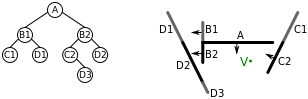 A
B1 B2
C1 D1 C2 D2
D3
D1 B1 A C1
B2 C2
D2 V
D3